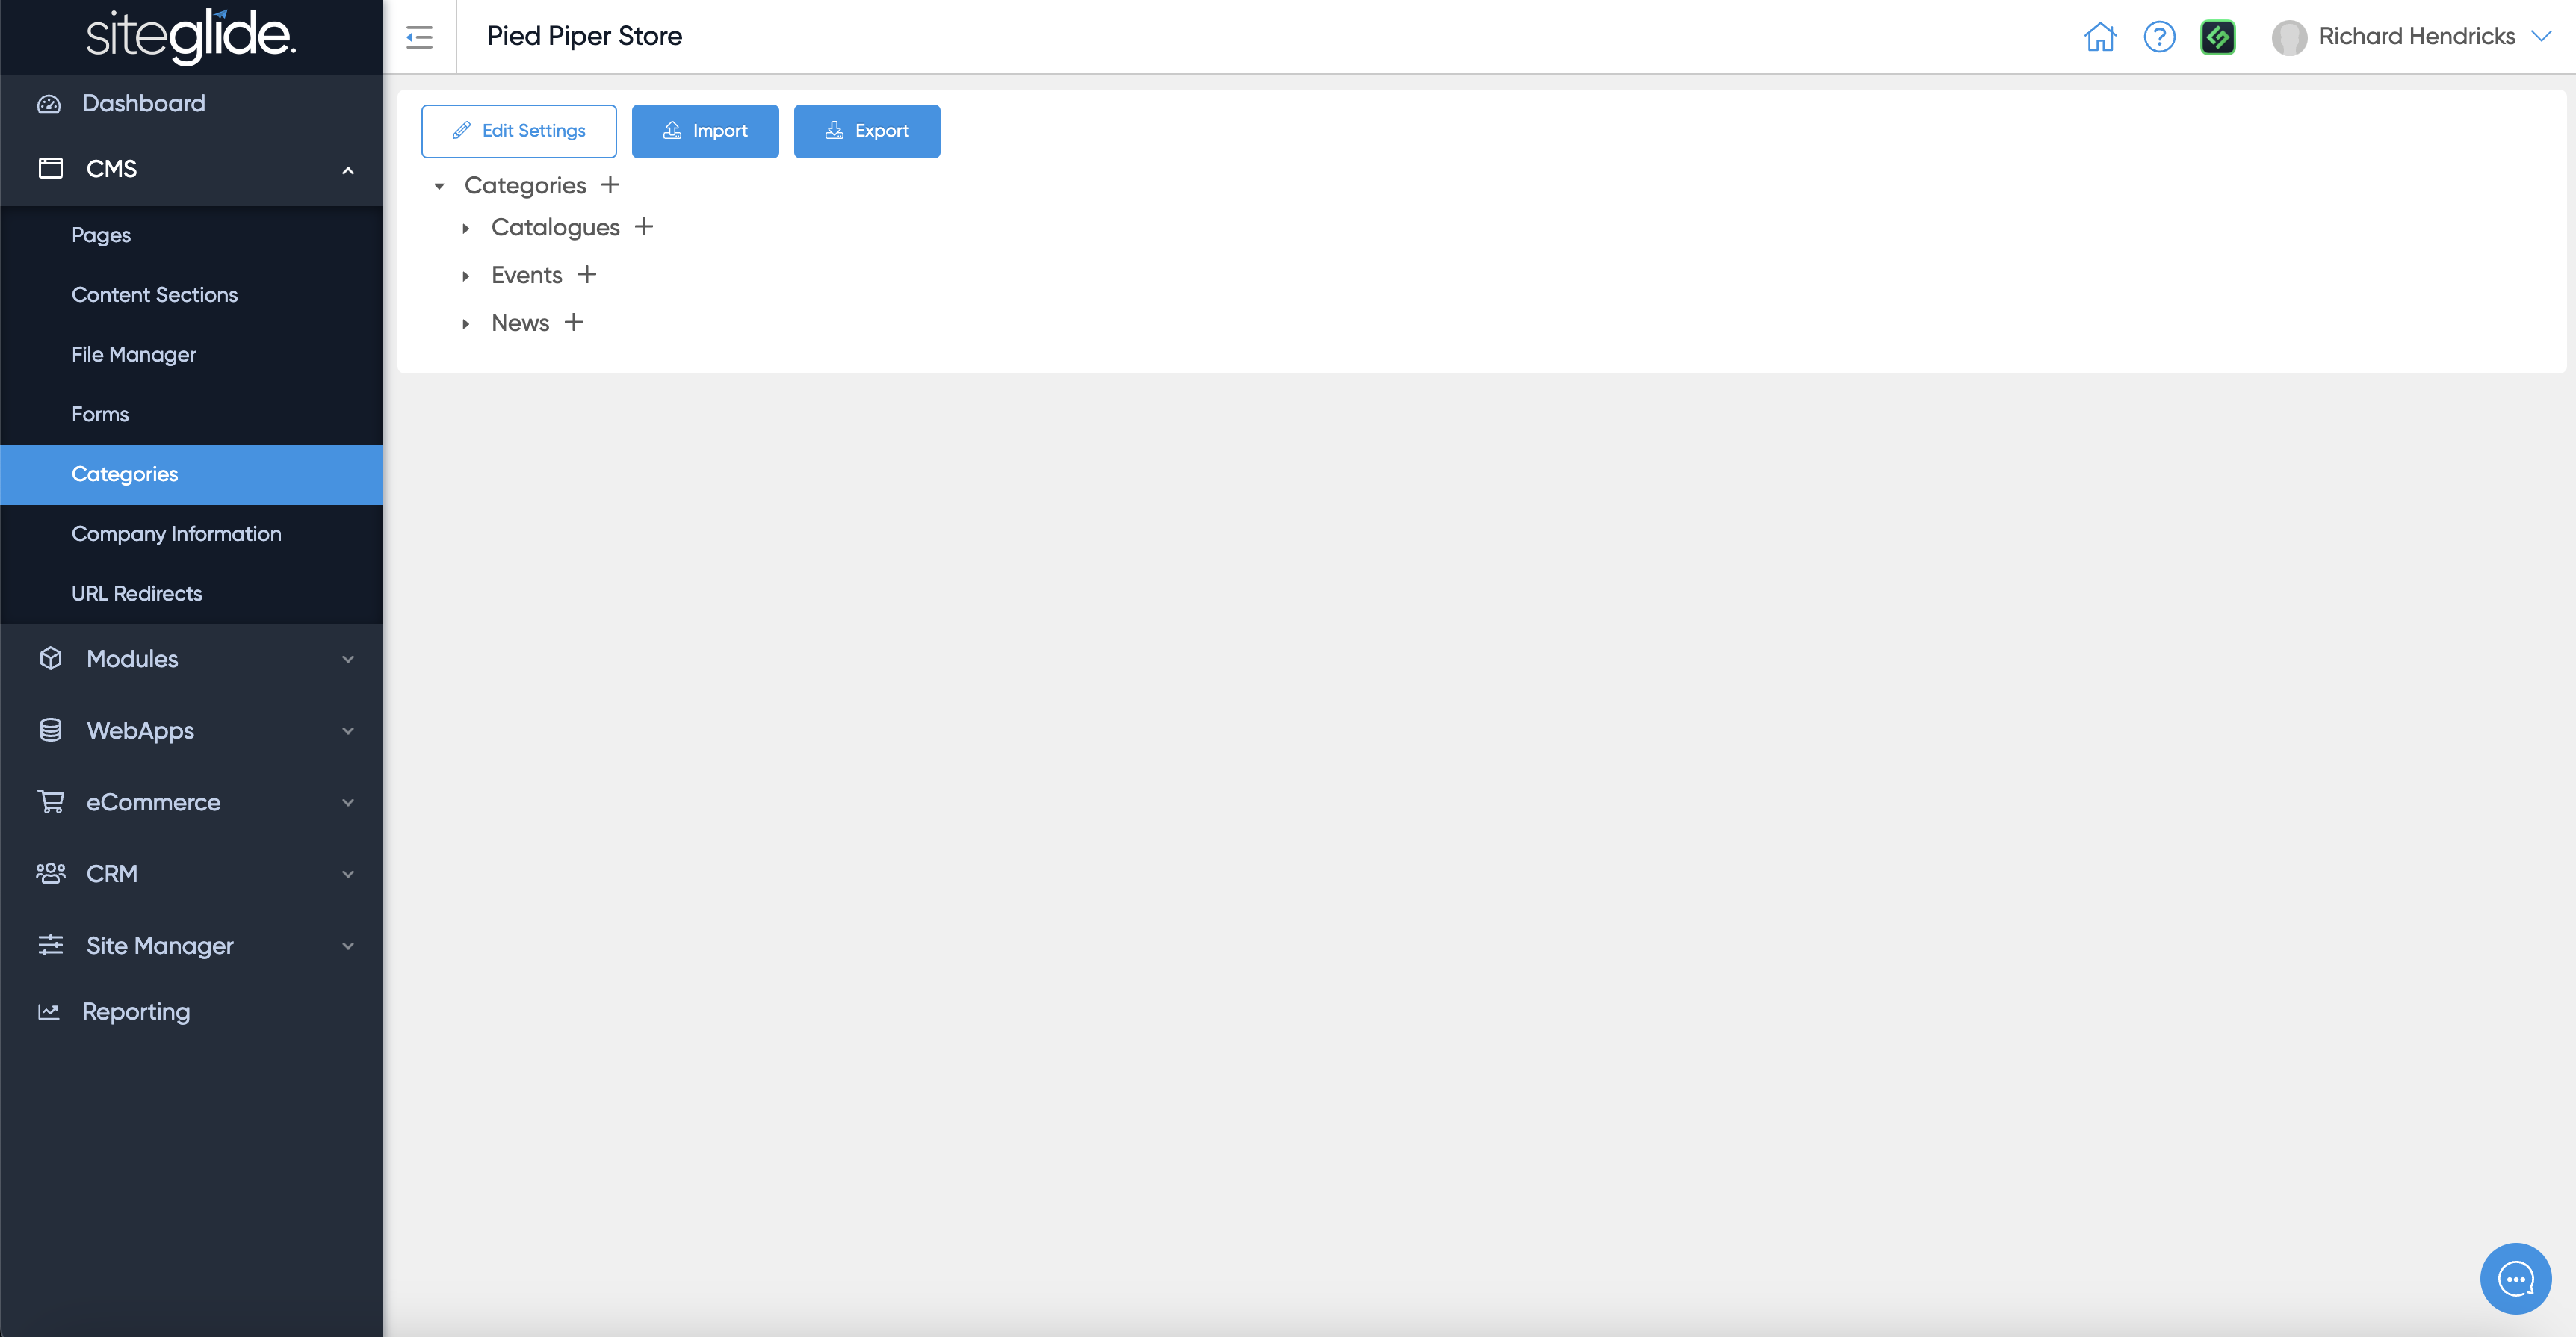 siteglide.
Pied Piper Store
Richard Hendricks
Dashboard
CMS
Pages
Content Sections
File Manager
Forms
Categories
Company Information
URL Redirects
Modules
WebApps
eCommerce
CRM
Site Manager
Reporting
Edit Settings
Import
Export
Categories
Catalogues
Events
News